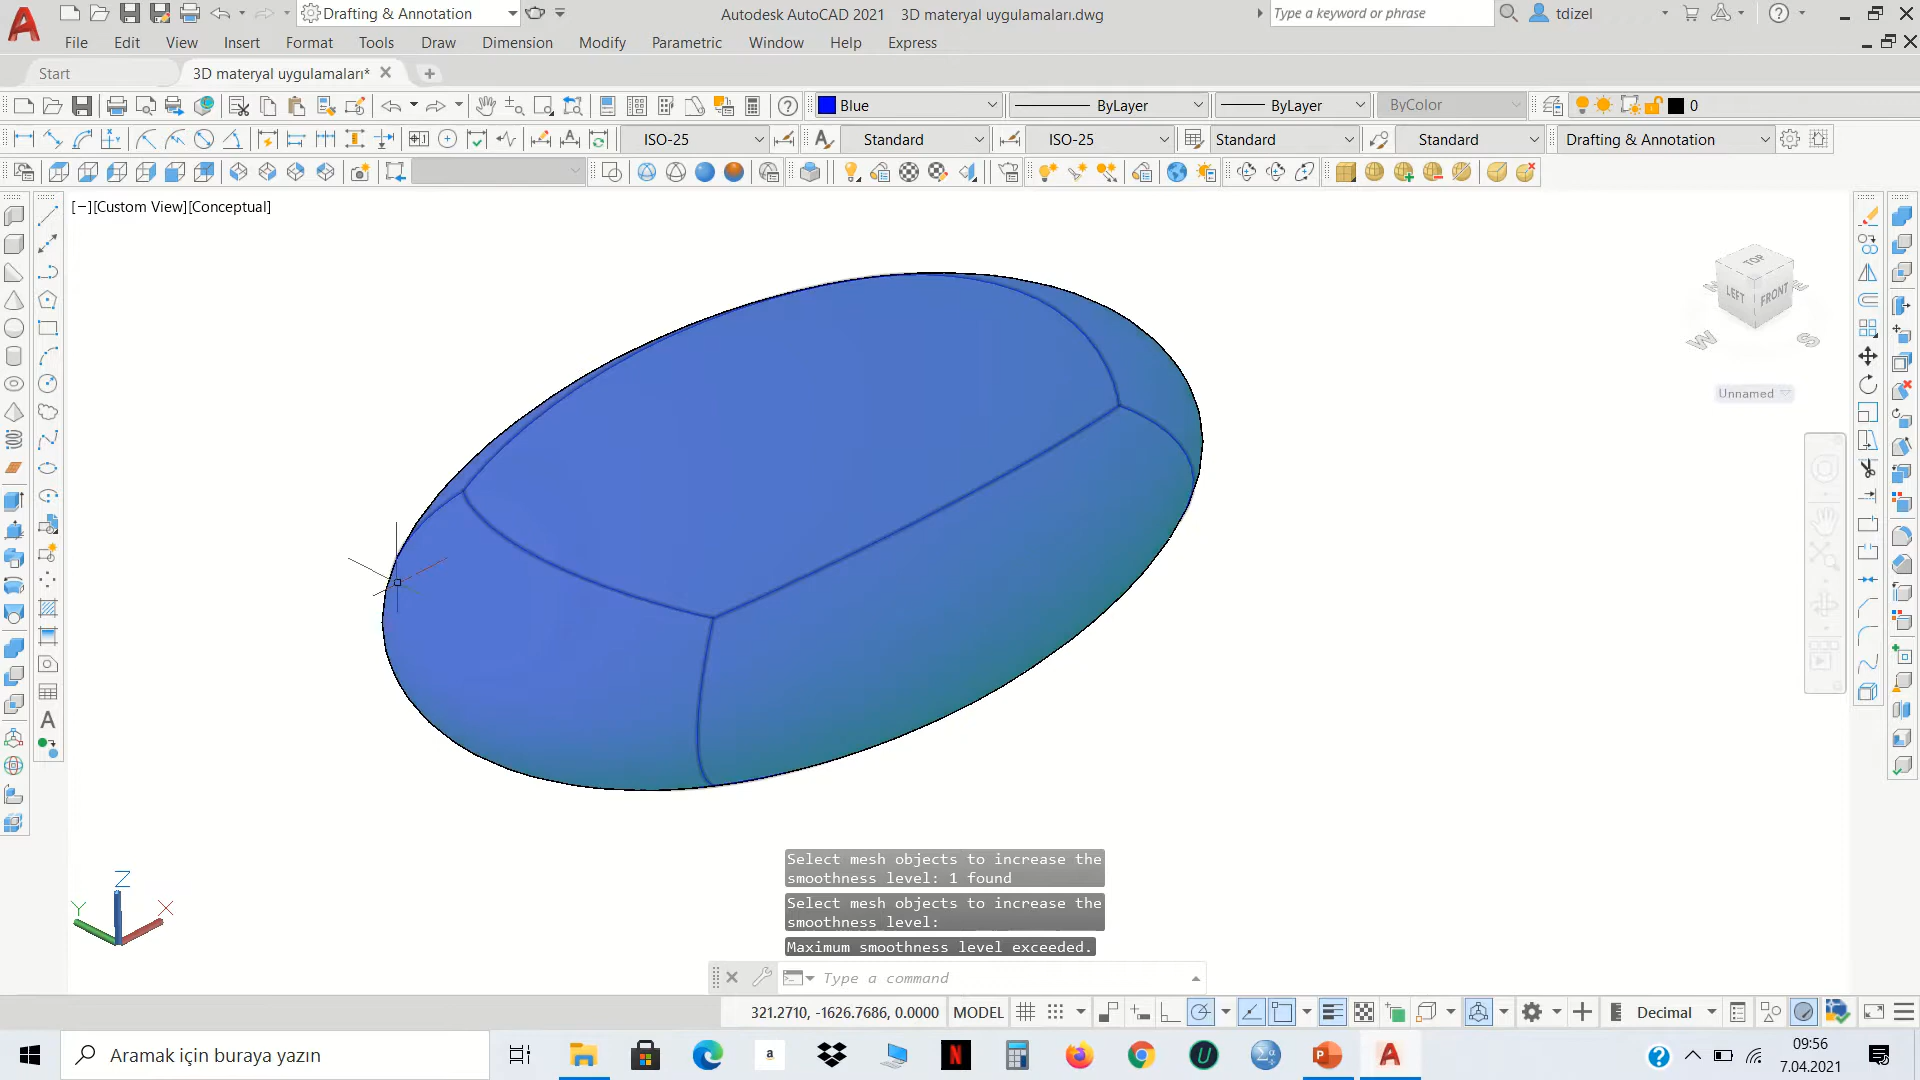 Drafting & Annotation
Autodesk AutoCAD 2021 3D materyal uygulamaları.dwg
Type a keyword or phrase
tdizel
File Edit View Insert Format Tools Draw Dimension Modify Parametric Window Help Express
Start
3D materyal uygulamaları*
Blue
ByLayer
ByLayer
ByColor
0
ISO-25
Standard
ISO-25
Standard
Standard
Drafting & Annotation
[−][Custom View][Conceptual]
TOP
LEFT
FRONT
W
S
Unnamed
Z
Y
X
Select mesh objects to increase the
smoothness level: 1 found
Select mesh objects to increase the
smoothness level:
Maximum smoothness level exceeded.
Type a command
321.2710, -1626.7686, 0.0000
MODEL
Decimal
Aramak için buraya yazın
09:56
7.04.2021